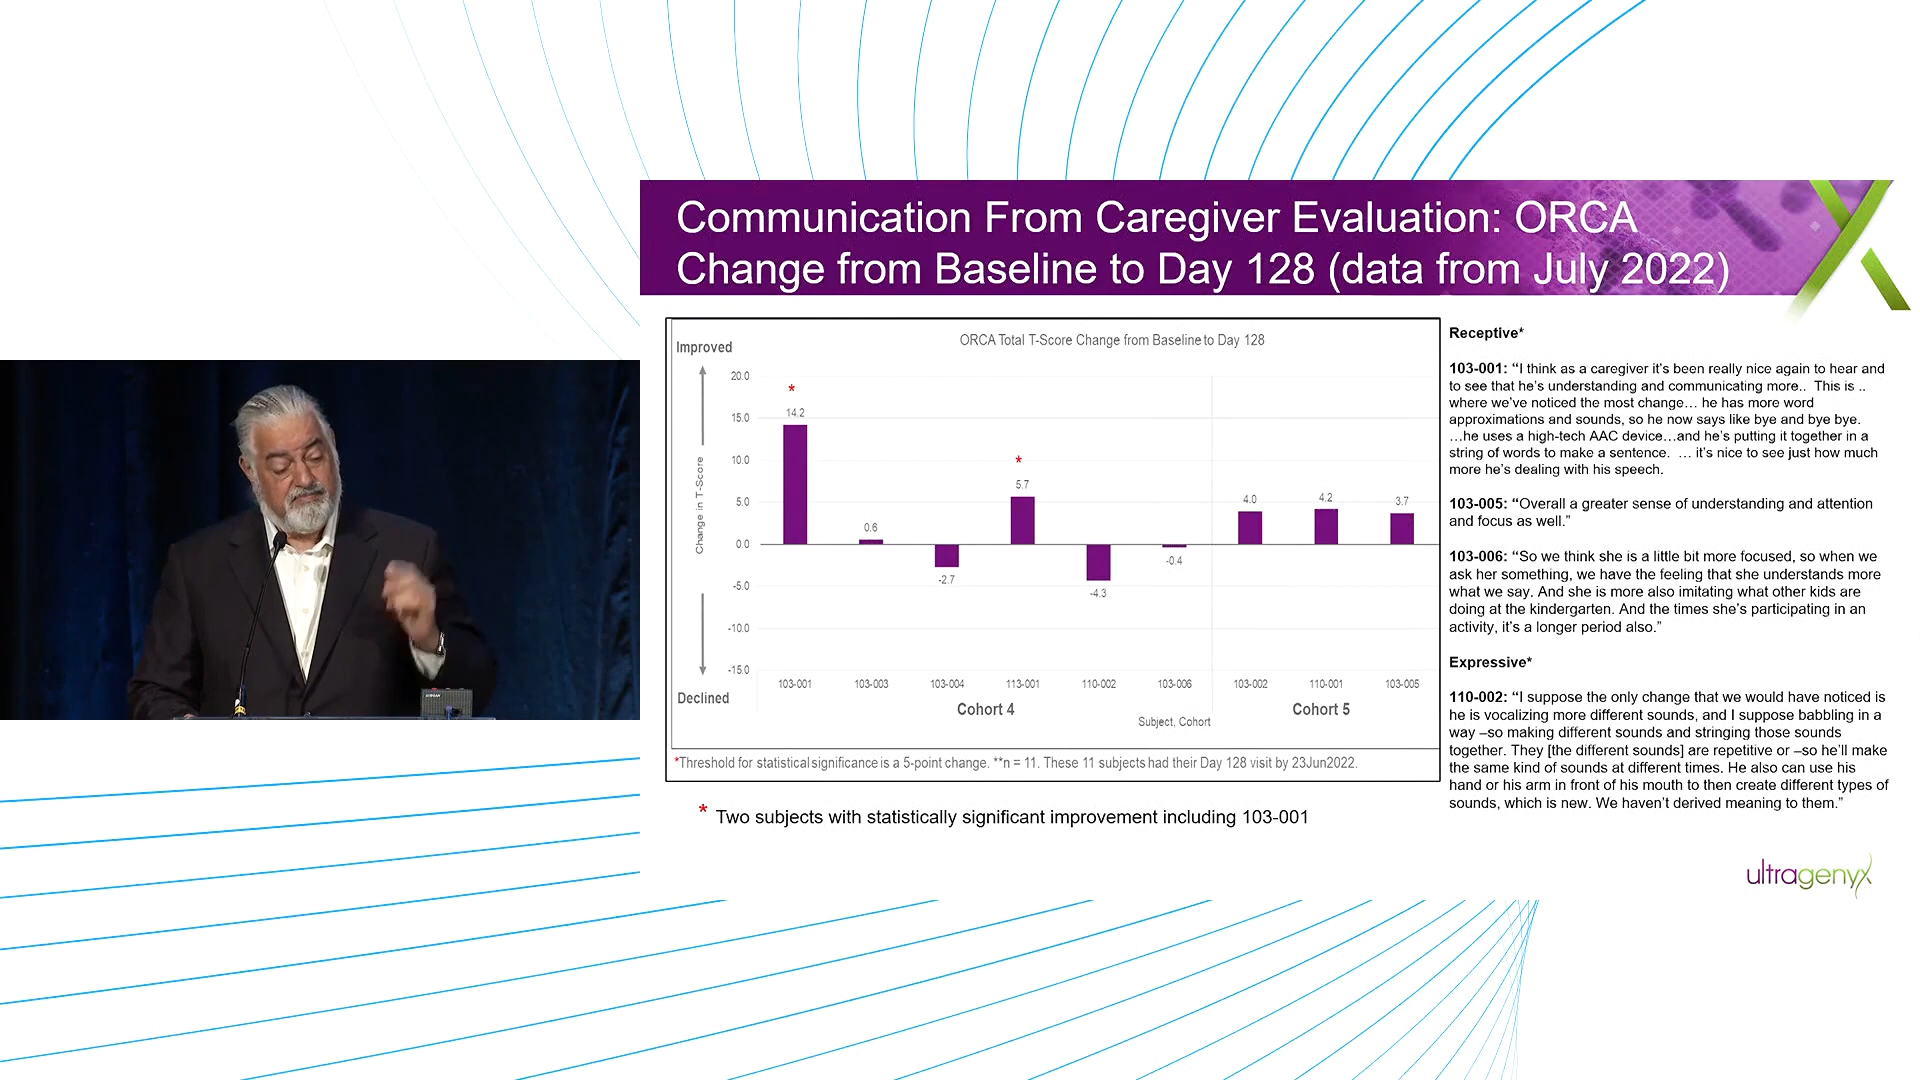 Communication From Caregiver Evaluation: ORCA
Change from Baseline to Day 128 (data from July 2022)
ORCA Total T-Score Change from Baseline to Day 128
Improved
Change in T-Score
Declined
20.0
15.0
10.0
5.0
0.0
-5.0
-10.0
-15.0
*
14.2
0.6
-2.7
*
5.7
-4.3
-0.4
4.0
4.2
3.7
103-001 103-003 103-004 113-001 110-002 103-006 103-002 110-001 103-005
Cohort 4 Cohort 5
Subject, Cohort
*Threshold for statistical significance is a 5-point change. **n = 11. These 11 subjects had their Day 128 visit by 23Jun2022.
* Two subjects with statistically significant improvement including 103-001
Receptive*
103-001: “I think as a caregiver it’s been really nice again to hear and
to see that he’s understanding and communicating more.. This is ..
where we’ve noticed the most change… he has more word
approximations and sounds, so he now says like bye and bye bye.
…he uses a high-tech AAC device…and he’s putting it together in a
string of words to make a sentence. … it’s nice to see just how much
more he’s dealing with his speech.
103-005: “Overall a greater sense of understanding and attention
and focus as well.”
103-006: “So we think she is a little bit more focused, so when we
ask her something, we have the feeling that she understands more
what we say. And she is more also imitating what other kids are
doing at the kindergarten. And the times she’s participating in an
activity, it’s a longer period also.”
Expressive*
110-002: “I suppose the only change that we would have noticed is
he is vocalizing more different sounds, and I suppose babbling in a
way –so making different sounds and stringing those sounds
together. They [the different sounds] are repetitive or –so he’ll make
the same kind of sounds at different times. He also can use his
hand or his arm in front of his mouth to then create different types of
sounds, which is new. We haven’t derived meaning to them.”
ultragenyx